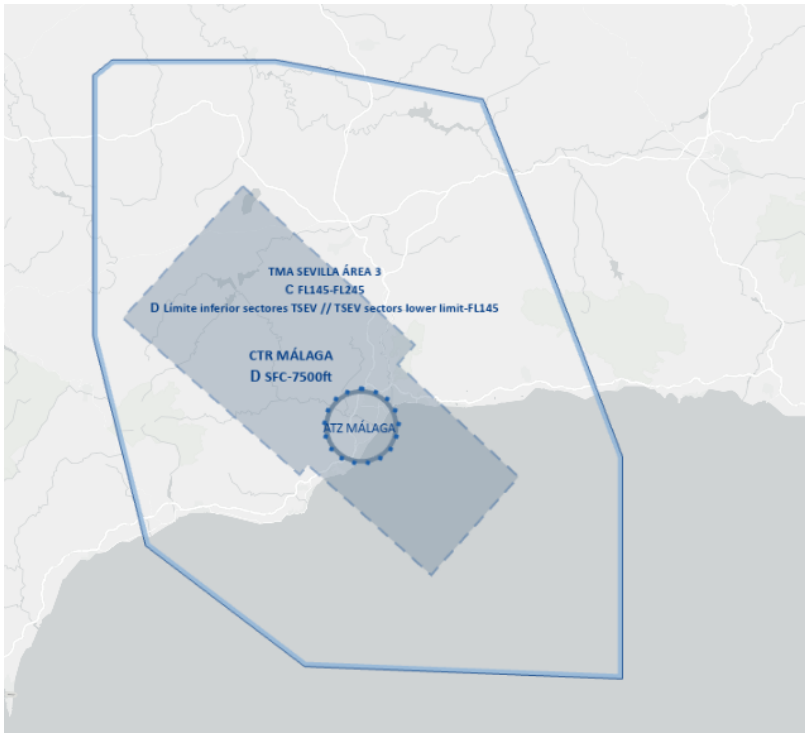 TMA SEVILLA ÁREA 3
C FL145-FL245
D Límite inferior sectores TSEV // TSEV sectors lower limit-FL145
CTR MÁLAGA
D SFC-7500ft
ATZ MÁLAGA